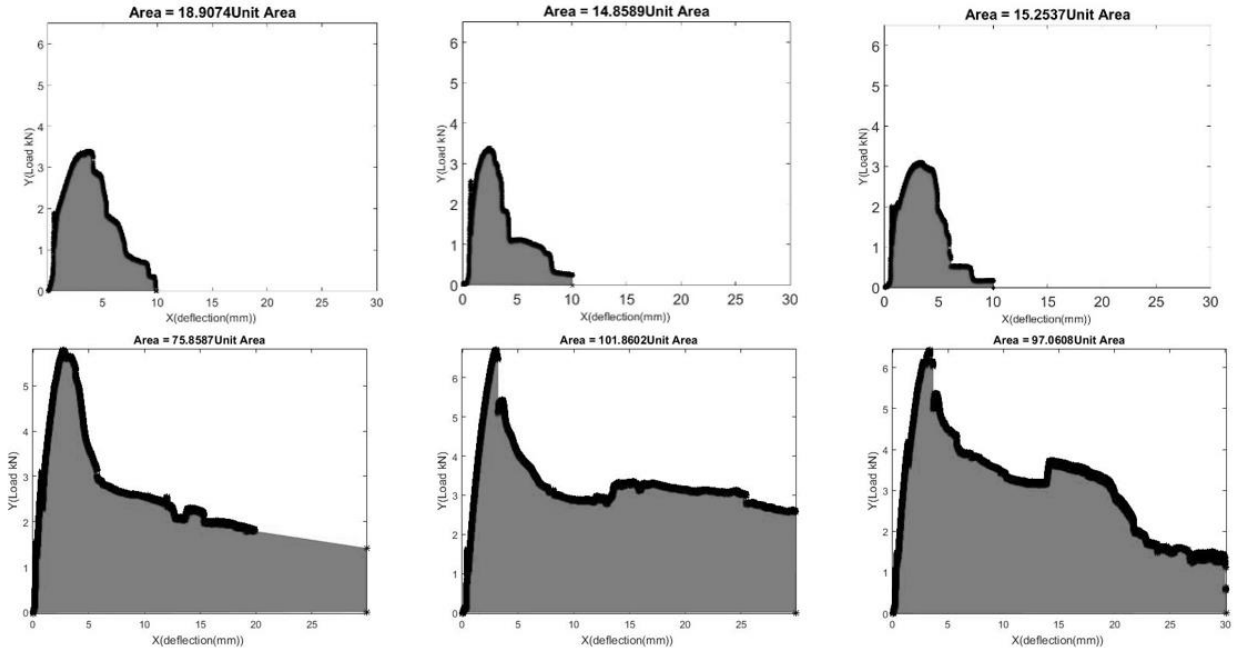 Area = 18.9074Unit Area
Y(Load kN)
6
5
4
3
2
1
0
5 10 15 20 25 30
X(deflection(mm))
Area = 14.8589Unit Area
Y(Load kN)
6
5
4
3
2
1
0
0 5 10 15 20 25 30
X(deflection(mm))
Area = 15.2537Unit Area
Y(Load kN)
6
5
4
3
2
1
0
0 5 10 15 20 25 30
X(deflection(mm))
Area = 75.8587Unit Area
Y(Load kN)
5
4
3
2
1
0
0 5 10 15 20 25
X(deflection(mm))
Area = 101.8602Unit Area
Y(Load kN)
6
5
4
3
2
1
0
0 5 10 15 20 25
X(deflection(mm))
Area = 97.0608Unit Area
Y(Load kN)
6
5
4
3
2
1
0
0 5 10 15 20 25 30
X(deflection(mm))